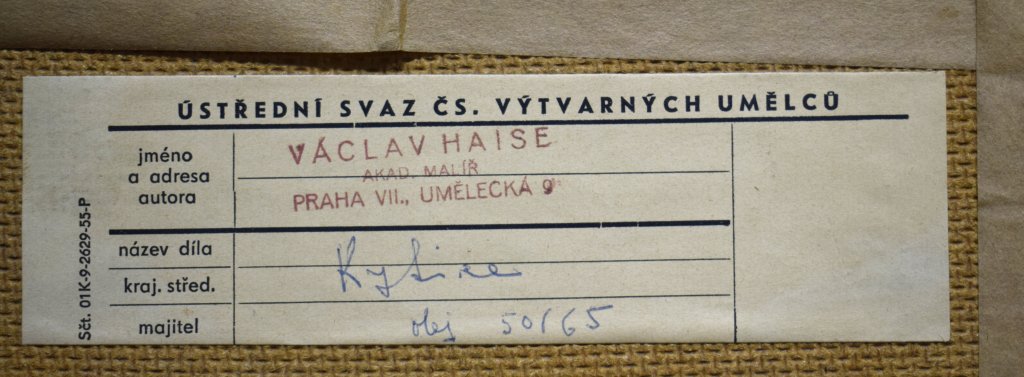 ÚSTŘEDNÍ SVAZ ČS. VÝTVARNÝCH UMĚLCŮ
jméno
a adresa
autora
VÁCLAV HAISE
AKAD. MALÍŘ
PRAHA VII., UMĚLECKÁ 9
název díla
Kytice
kraj. střed.
majitel
olej 50/65
Sčt. 01K-9-2629-55-P